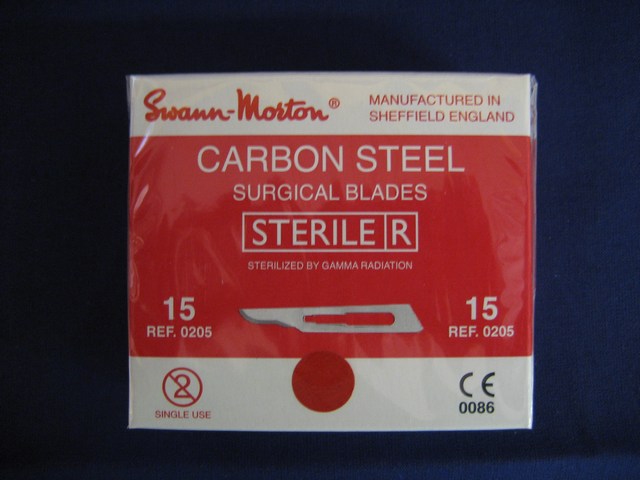 Swann-Morton®
MANUFACTURED IN
SHEFFIELD ENGLAND
CARBON STEEL
SURGICAL BLADES
STERILE R
STERILIZED BY GAMMA RADIATION
15
REF. 0205
15
REF. 0205
2
SINGLE USE
CE
0086